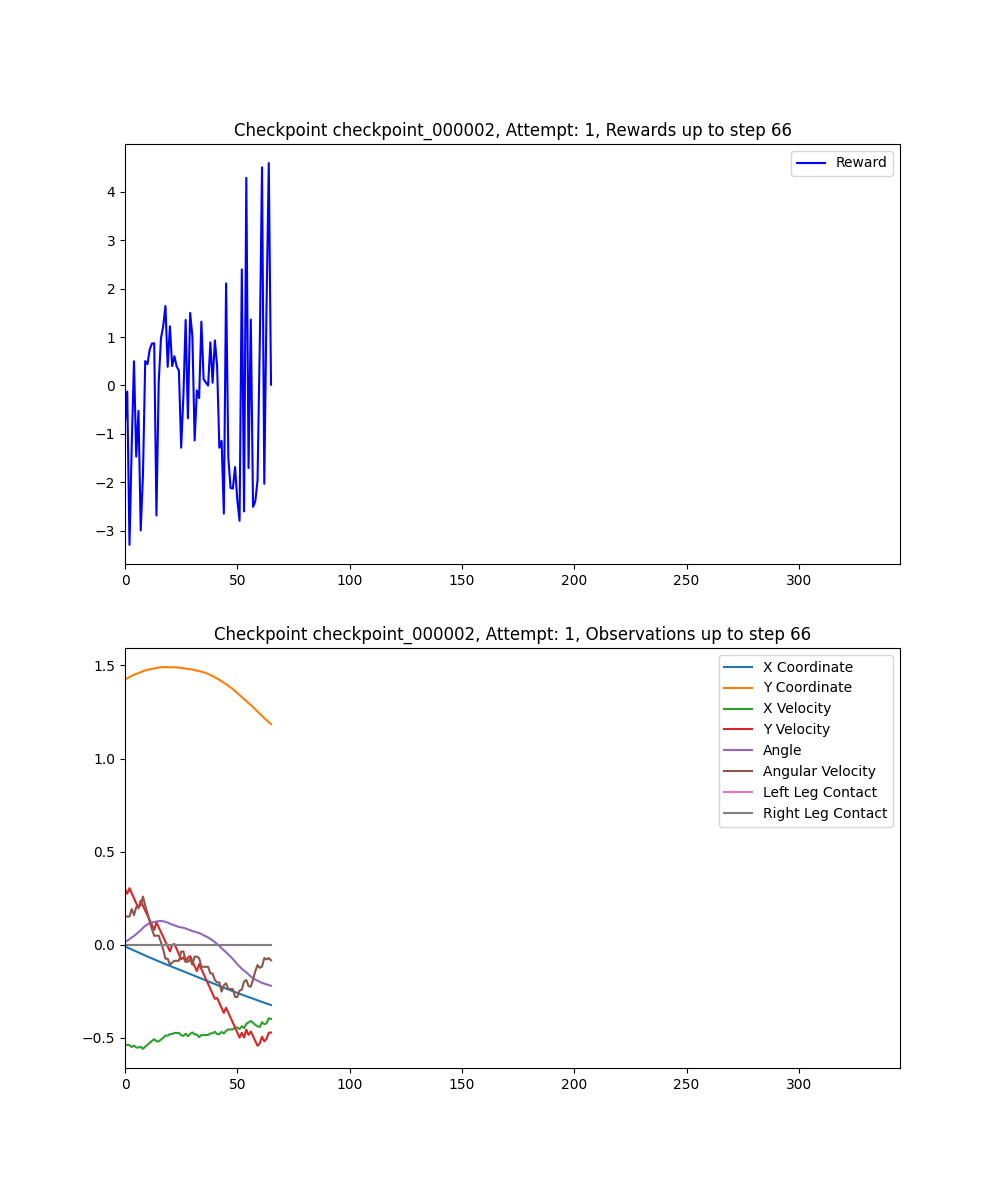 Checkpoint checkpoint_000002, Attempt: 1, Rewards up to step 66
Reward
4
3
2
1
0
−1
−2
−3
0 50 100 150 200 250 300
Checkpoint checkpoint_000002, Attempt: 1, Observations up to step 66
X Coordinate
Y Coordinate
X Velocity
Y Velocity
Angle
Angular Velocity
Left Leg Contact
Right Leg Contact
1.5
1.0
0.5
0.0
−0.5
0 50 100 150 200 250 300